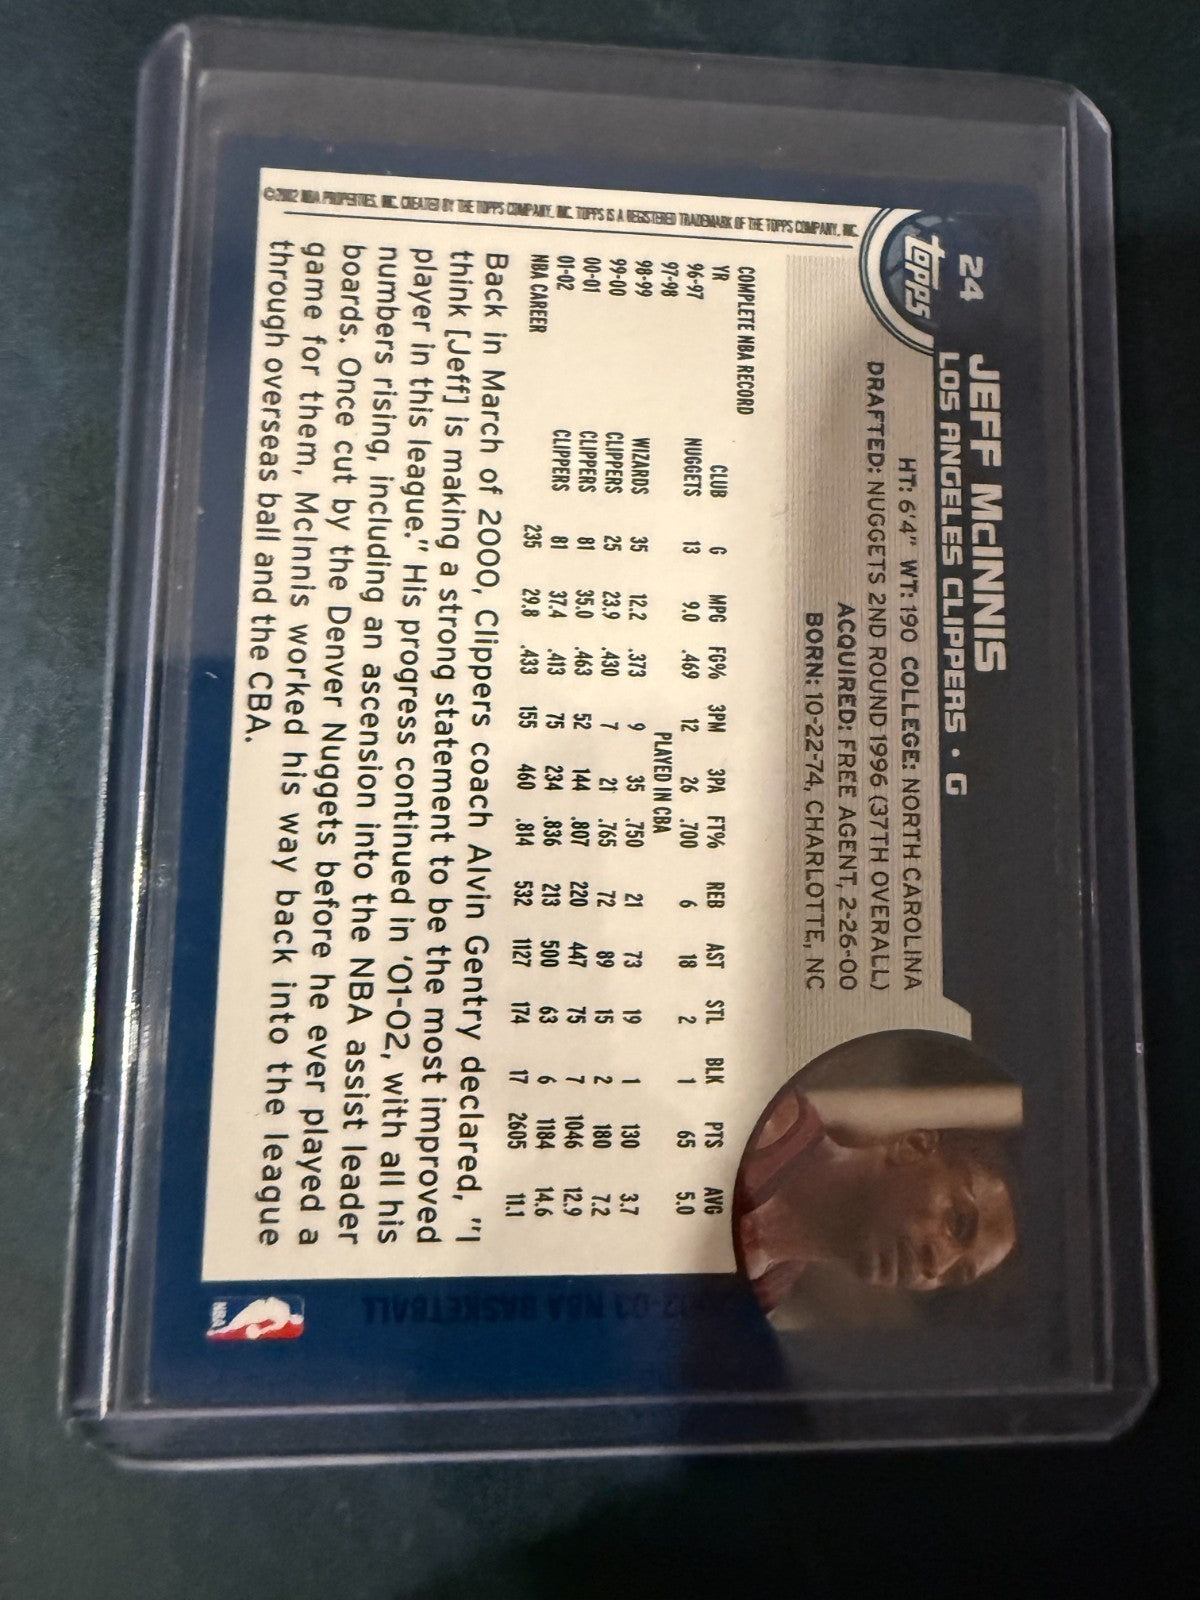 24 JEFF McINNIS
LOS ANGELES CLIPPERS • G
topps
HT: 6'4" WT: 190 COLLEGE: NORTH CAROLINA
DRAFTED: NUGGETS 2ND ROUND 1996 (37TH OVERALL)
ACQUIRED: FREE AGENT, 2-26-00
BORN: 10-22-74, CHARLOTTE, NC
COMPLETE NBA RECORD
YR CLUB G MPG FG% 3PM 3PA FT% REB AST STL BLK PTS AVG
96-97 NUGGETS 13 9.0 .469 12 26 .700 6 18 2 1 65 5.0
97-98 PLAYED IN CBA
98-99 WIZARDS 35 12.2 .373 9 35 .750 21 73 19 1 130 3.7
99-00 CLIPPERS 25 23.9 .430 7 21 .765 72 89 15 2 180 7.2
00-01 CLIPPERS 81 35.0 .463 52 144 .807 220 447 75 7 1046 12.9
01-02 CLIPPERS 81 37.4 .413 75 234 .836 213 500 63 6 1184 14.6
NBA CAREER 235 29.8 .433 155 460 .814 532 1127 174 17 2605 11.1
Back in March of 2000, Clippers coach Alvin Gentry declared, "I
think [Jeff] is making a strong statement to be the most improved
player in this league." His progress continued in '01-02, with all his
numbers rising, including an ascension into the NBA assist leader
boards. Once cut by the Denver Nuggets before he ever played a
game for them, McInnis worked his way back into the league
through overseas ball and the CBA.
©2002 NBA PROPERTIES, INC. CREATED BY THE TOPPS COMPANY, INC. TOPPS IS A REGISTERED TRADEMARK OF THE TOPPS COMPANY, INC.
NBA BASKETBALL
NBA